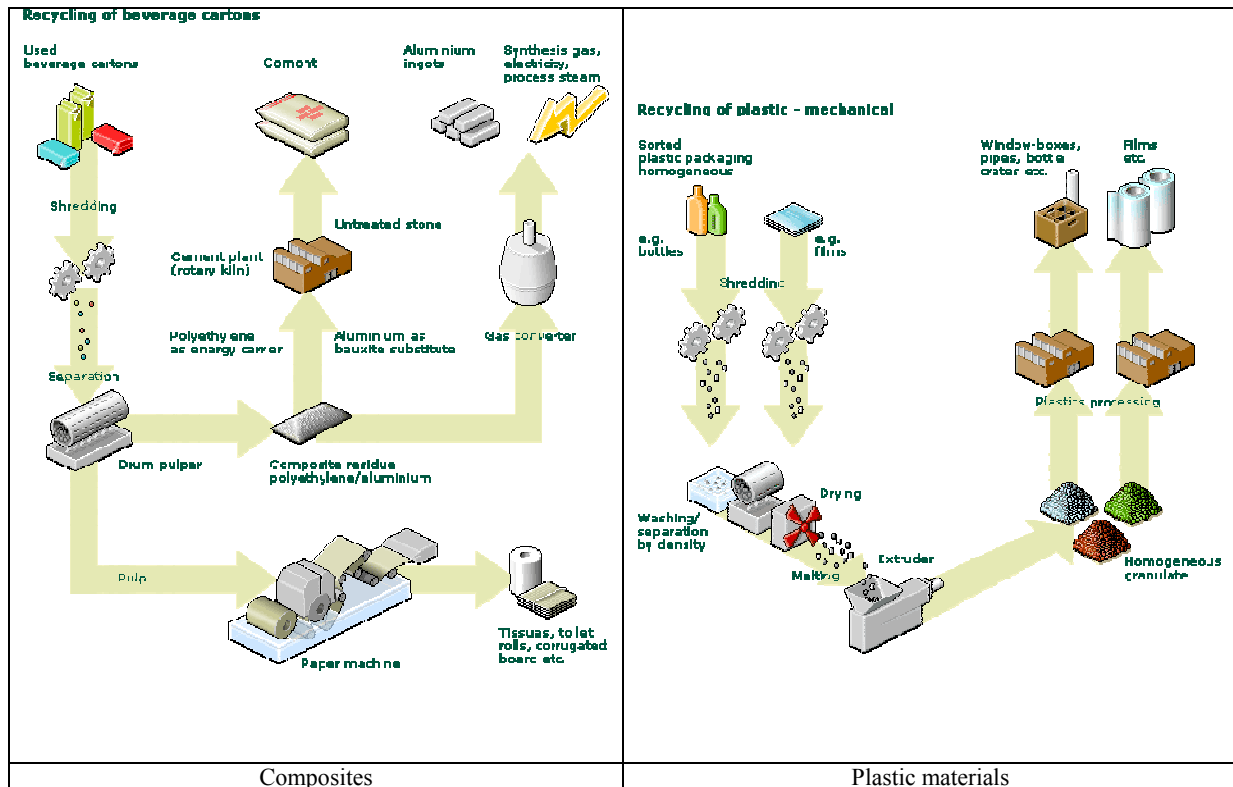 Recycling of beverage cartons
Used
beverage cartons
Cement
Aluminium
ingots
Synthesis gas,
electricity,
process steam
Shredding
Untreated stone
Cement plant
(rotary kiln)
Polyethylene
as energy carrier
Aluminium as
bauxite substitute
Gas converter
Separation
Drum pulper
Composite residue
polyethylene/aluminium
Pulp
Paper machine
Tissues, toilet
rolls, corrugated
board etc.
Composites
Recycling of plastic - mechanical
Sorted
plastic packaging
homogeneous
Window-boxes,
pipes, bottle
crates etc.
Films
etc.
e.g.
bottles
e.g.
films
Shredding
Plastics processing
Drying
Washing/
separation
by density
Melting
Extruder
Homogeneous
granulate
Plastic materials